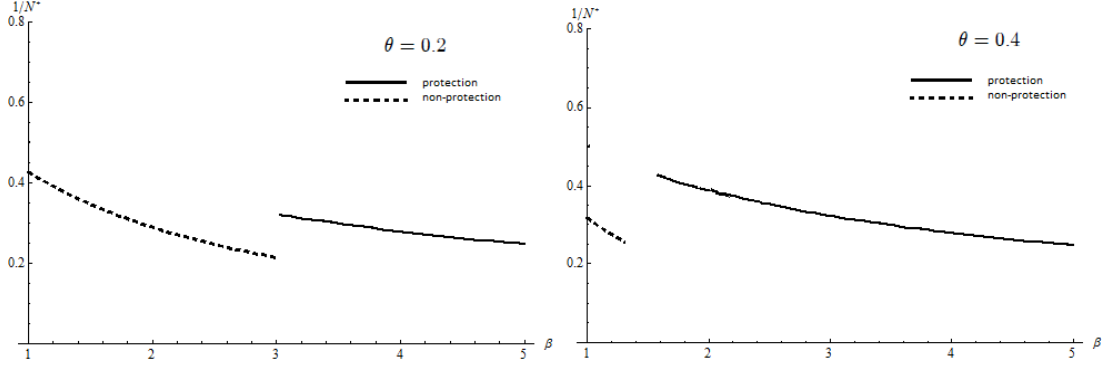 1/N*
0.8
θ = 0.2
protection
non-protection
0.6
0.4
0.2
1
2
3
4
5
β
1/N*
0.8
θ = 0.4
protection
non-protection
0.6
0.4
0.2
1
2
3
4
5
β